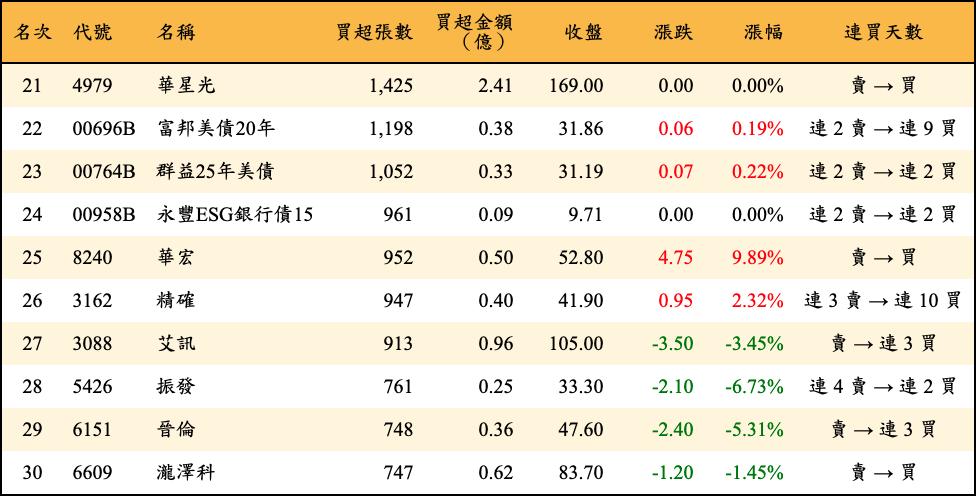 名次 代號 名稱 買超張數 買超金額（億） 收盤 漲跌 漲幅 連買天數
21 4979 華星光 1,425 2.41 169.00 0.00 0.00% 賣 → 買
22 00696B 富邦美債20年 1,198 0.38 31.86 0.06 0.19% 連 2 賣 → 連 9 買
23 00764B 群益25年美債 1,052 0.33 31.19 0.07 0.22% 連 2 賣 → 連 2 買
24 00958B 永豐ESG銀行債15 961 0.09 9.71 0.00 0.00% 連 2 賣 → 連 2 買
25 8240 華宏 952 0.50 52.80 4.75 9.89% 賣 → 買
26 3162 精確 947 0.40 41.90 0.95 2.32% 連 3 賣 → 連 10 買
27 3088 艾訊 913 0.96 105.00 -3.50 -3.45% 賣 → 連 3 買
28 5426 振發 761 0.25 33.30 -2.10 -6.73% 連 4 賣 → 連 2 買
29 6151 晉倫 748 0.36 47.60 -2.40 -5.31% 賣 → 連 3 買
30 6609 瀧澤科 747 0.62 83.70 -1.20 -1.45% 賣 → 買